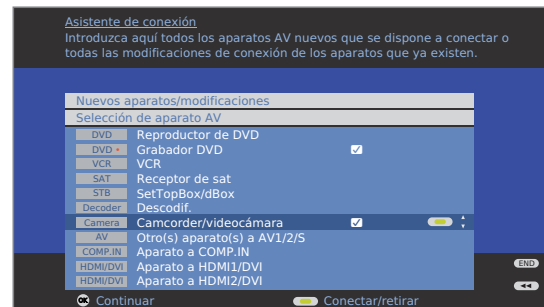 Asistente de conexión
Introduzca aquí todos los aparatos AV nuevos que se dispone a conectar o
todas las modificaciones de conexión de los aparatos que ya existen.
Nuevos aparatos/modificaciones
Selección de aparato AV
DVD Reproductor de DVD
DVD Grabador DVD
VCR VCR
SAT Receptor de sat
STB SetTopBox/dBox
Decoder Descodif.
Camera Camcorder/videocámara
AV Otro(s) aparato(s) a AV1/2/S
COMP.IN Aparato a COMP.IN
HDMI/DVI Aparato a HDMI1/DVI
HDMI/DVI Aparato a HDMI2/DVI
END
OK Continuar Conectar/retirar